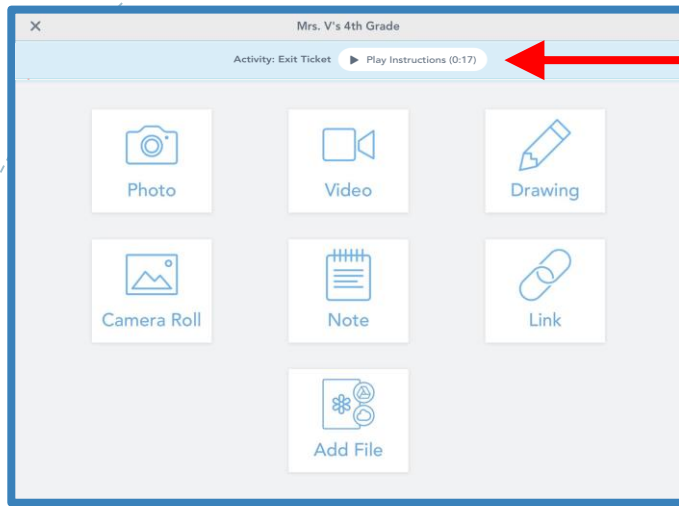 Mrs. V's 4th Grade
Activity: Exit Ticket Play Instructions (0:17)
Photo Video Drawing
Camera Roll Note Link
Add File